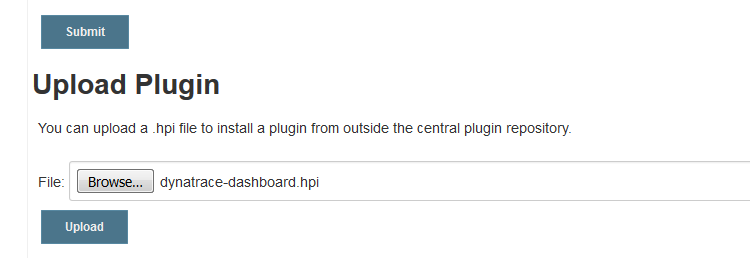 Submit
Upload Plugin
You can upload a .hpi file to install a plugin from outside the central plugin repository.
File: Browse... dynatrace-dashboard.hpi
Upload